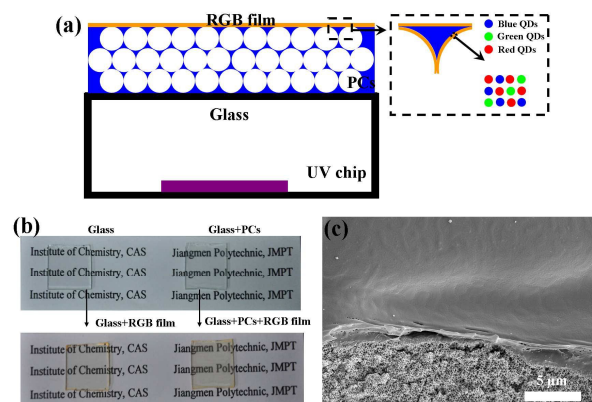 (a)
RGB film
PCs
Glass
UV chip
Blue QDs
Green QDs
Red QDs
(b)
Glass
Glass+PCs
Institute of Chemistry, CAS
Jiangmen Polytechnic, JMPT
Institute of Chemistry, CAS
Jiangmen Polytechnic, JMPT
Institute of Chemistry, CAS
Jiangmen Polytechnic, JMPT
Glass+RGB film
Glass+PCs+RGB film
Institute of Chemistry, CAS
Jiangmen Polytechnic, JMPT
Institute of Chemistry, CAS
Jiangmen Polytechnic, JMPT
Institute of Chemistry, CAS
Jiangmen Polytechnic, JMPT
(c)
5 μm